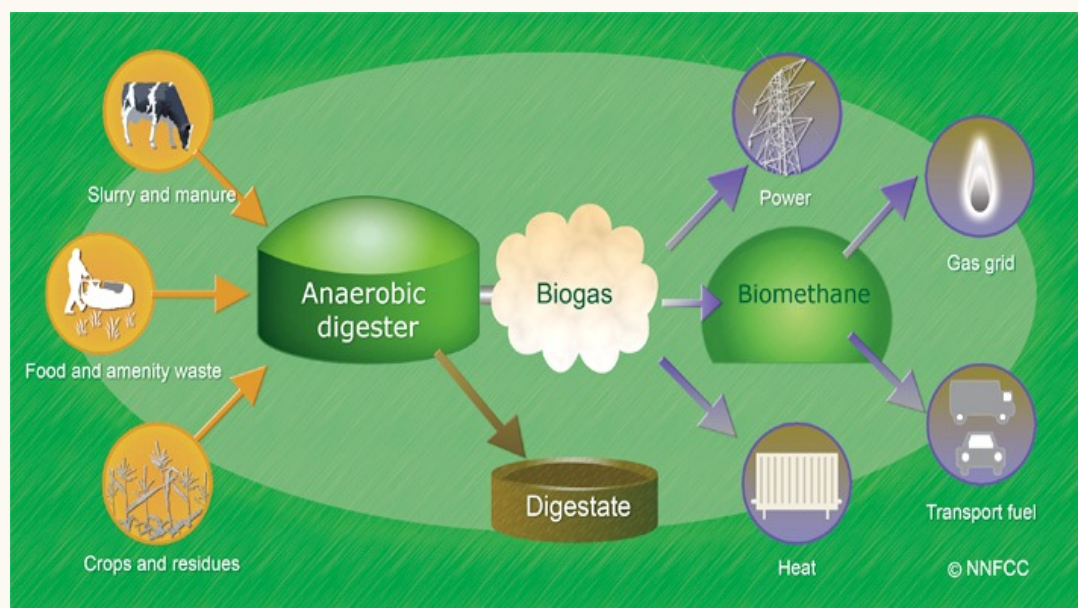 Slurry and manure
Food and amenity waste
Crops and residues
Anaerobic
digester
Biogas
Digestate
Power
Biomethane
Heat
Gas grid
Transport fuel
© NNFCC